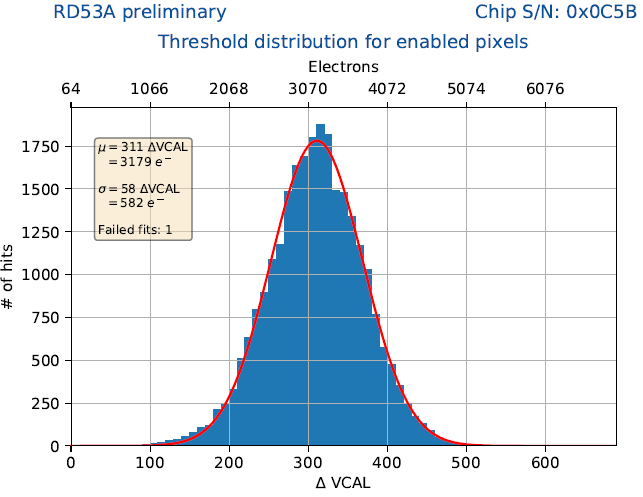 RD53A preliminary
Chip S/N: 0x0C5B
Threshold distribution for enabled pixels
Electrons
64 1066 2068 3070 4072 5074 6076
μ = 311 ΔVCAL
= 3179 e⁻
σ = 58 ΔVCAL
= 582 e⁻
Failed fits: 1
# of hits
1750
1500
1250
1000
750
500
250
0
0 100 200 300 400 500 600
Δ VCAL